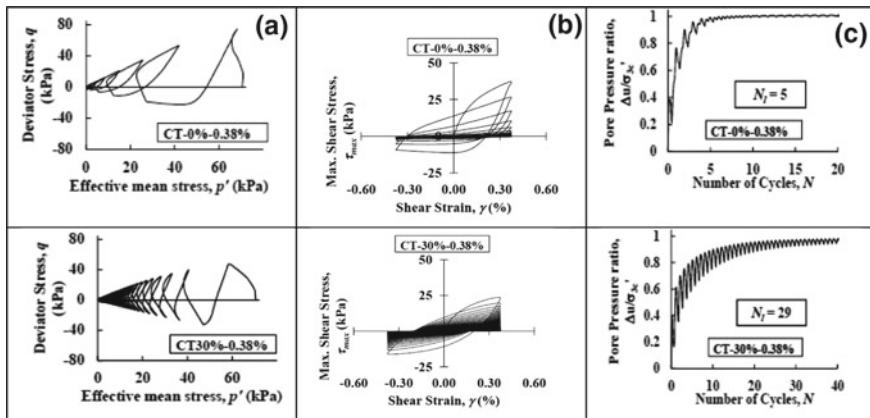 (a)
Deviator Stress, q
(kPa)
80
40
0
-40
-80
0 20 40 60
CT-0%-0.38%
Effective mean stress, p' (kPa)
(b)
CT-0%-0.38%
Max. Shear Stress,
τmax (kPa)
50
25
0
-25
-0.60 -0.30 0.00 0.30 0.60
Shear Strain, γ (%)
(c)
Pore Pressure ratio,
Δu/σ3c'
1
0.8
0.6
0.4
0.2
0 5 10 15 20
Nl = 5
CT-0%-0.38%
Number of Cycles, N
Deviator Stress, q
(kPa)
80
40
0
-40
-80
0 20 40 60
CT30%-0.38%
Effective mean stress, p' (kPa)
CT-30%-0.38%
Max. Shear Stress,
τmax (kPa)
50
25
0
-25
-0.60 -0.30 0.00 0.30 0.60
Shear Strain, γ (%)
Pore Pressure ratio,
Δu/σ3c'
1
0.8
0.6
0.4
0.2
0
0 10 20 30 40
Nl = 29
CT-30%-0.38%
Number of Cycles, N